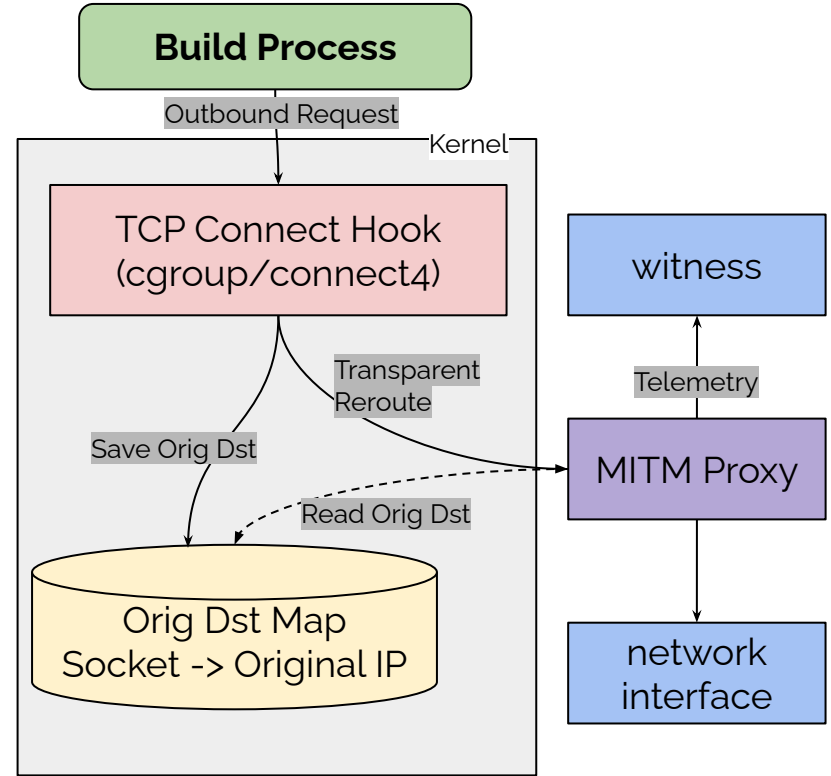 Build Process
Outbound Request
Kernel
TCP Connect Hook
(cgroup/connect4)
witness
Transparent
Reroute
Telemetry
Save Orig Dst
MITM Proxy
Read Orig Dst
Orig Dst Map
Socket -> Original IP
network
interface